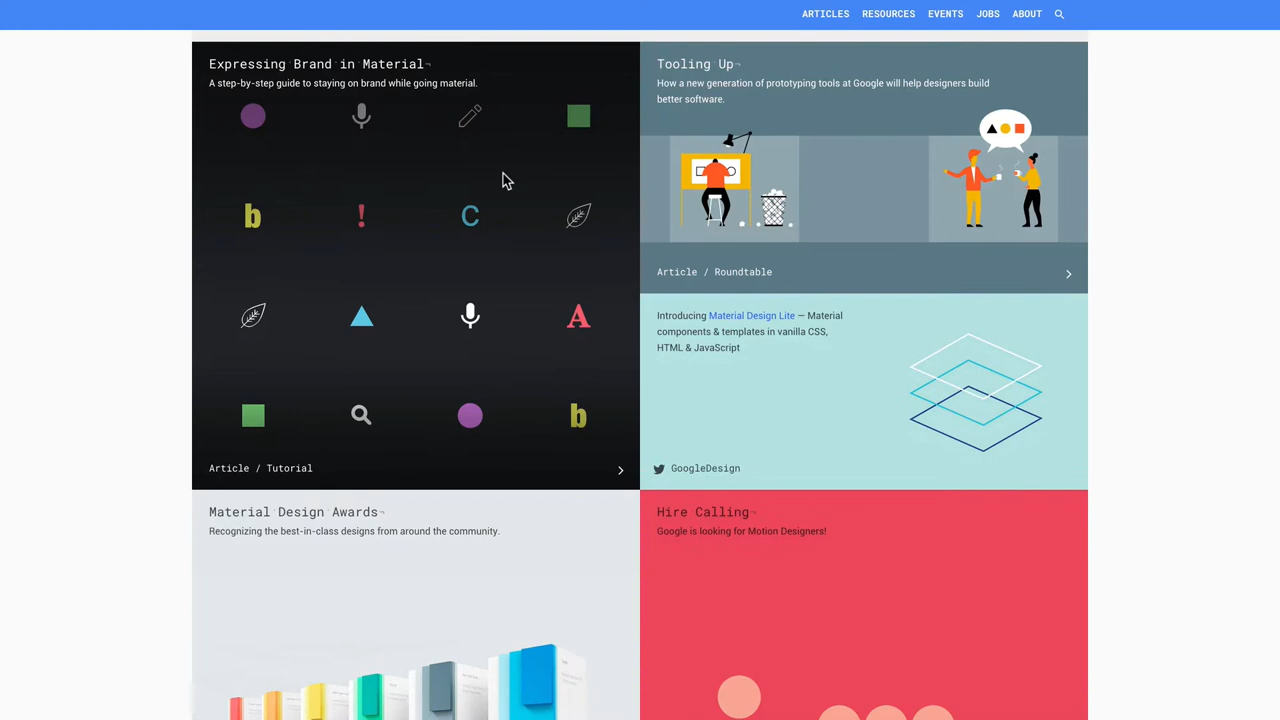 ARTICLES RESOURCES EVENTS JOBS ABOUT
Expressing Brand in Material¬
A step-by-step guide to staying on brand while going material.
b ! C
A
b
Article / Tutorial
Tooling Up¬
How a new generation of prototyping tools at Google will help designers build
better software.
Article / Roundtable
Introducing Material Design Lite — Material
components & templates in vanilla CSS,
HTML & JavaScript
GoogleDesign
Material Design Awards¬
Recognizing the best-in-class designs from around the community.
Hire Calling¬
Google is looking for Motion Designers!